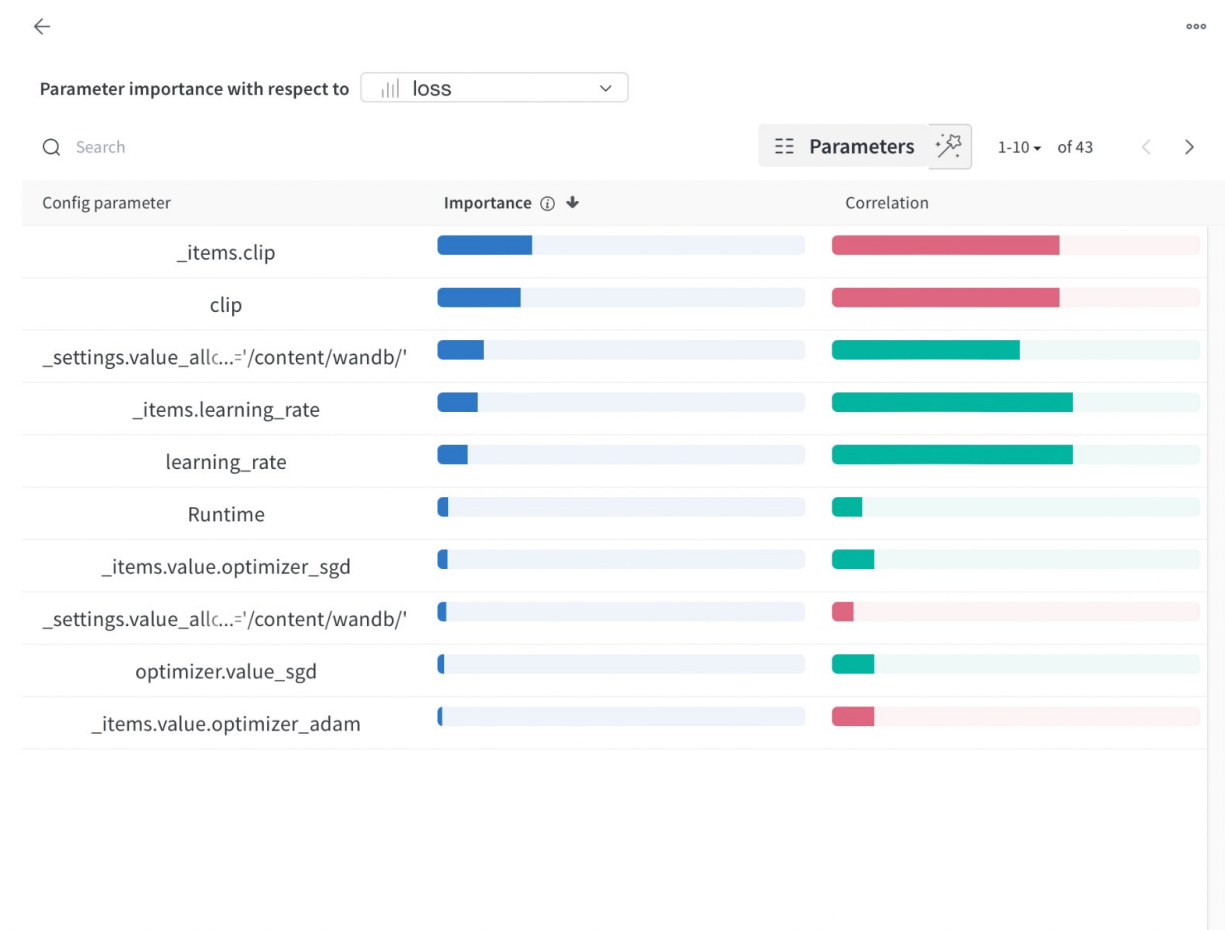 Parameter importance with respect to loss
Search Parameters 1-10 of 43
Config parameter Importance Correlation
_items.clip
clip
_settings.value_allc...='/content/wandb/'
_items.learning_rate
learning_rate
Runtime
_items.value.optimizer_sgd
_settings.value_allc...='/content/wandb/'
optimizer.value_sgd
_items.value.optimizer_adam